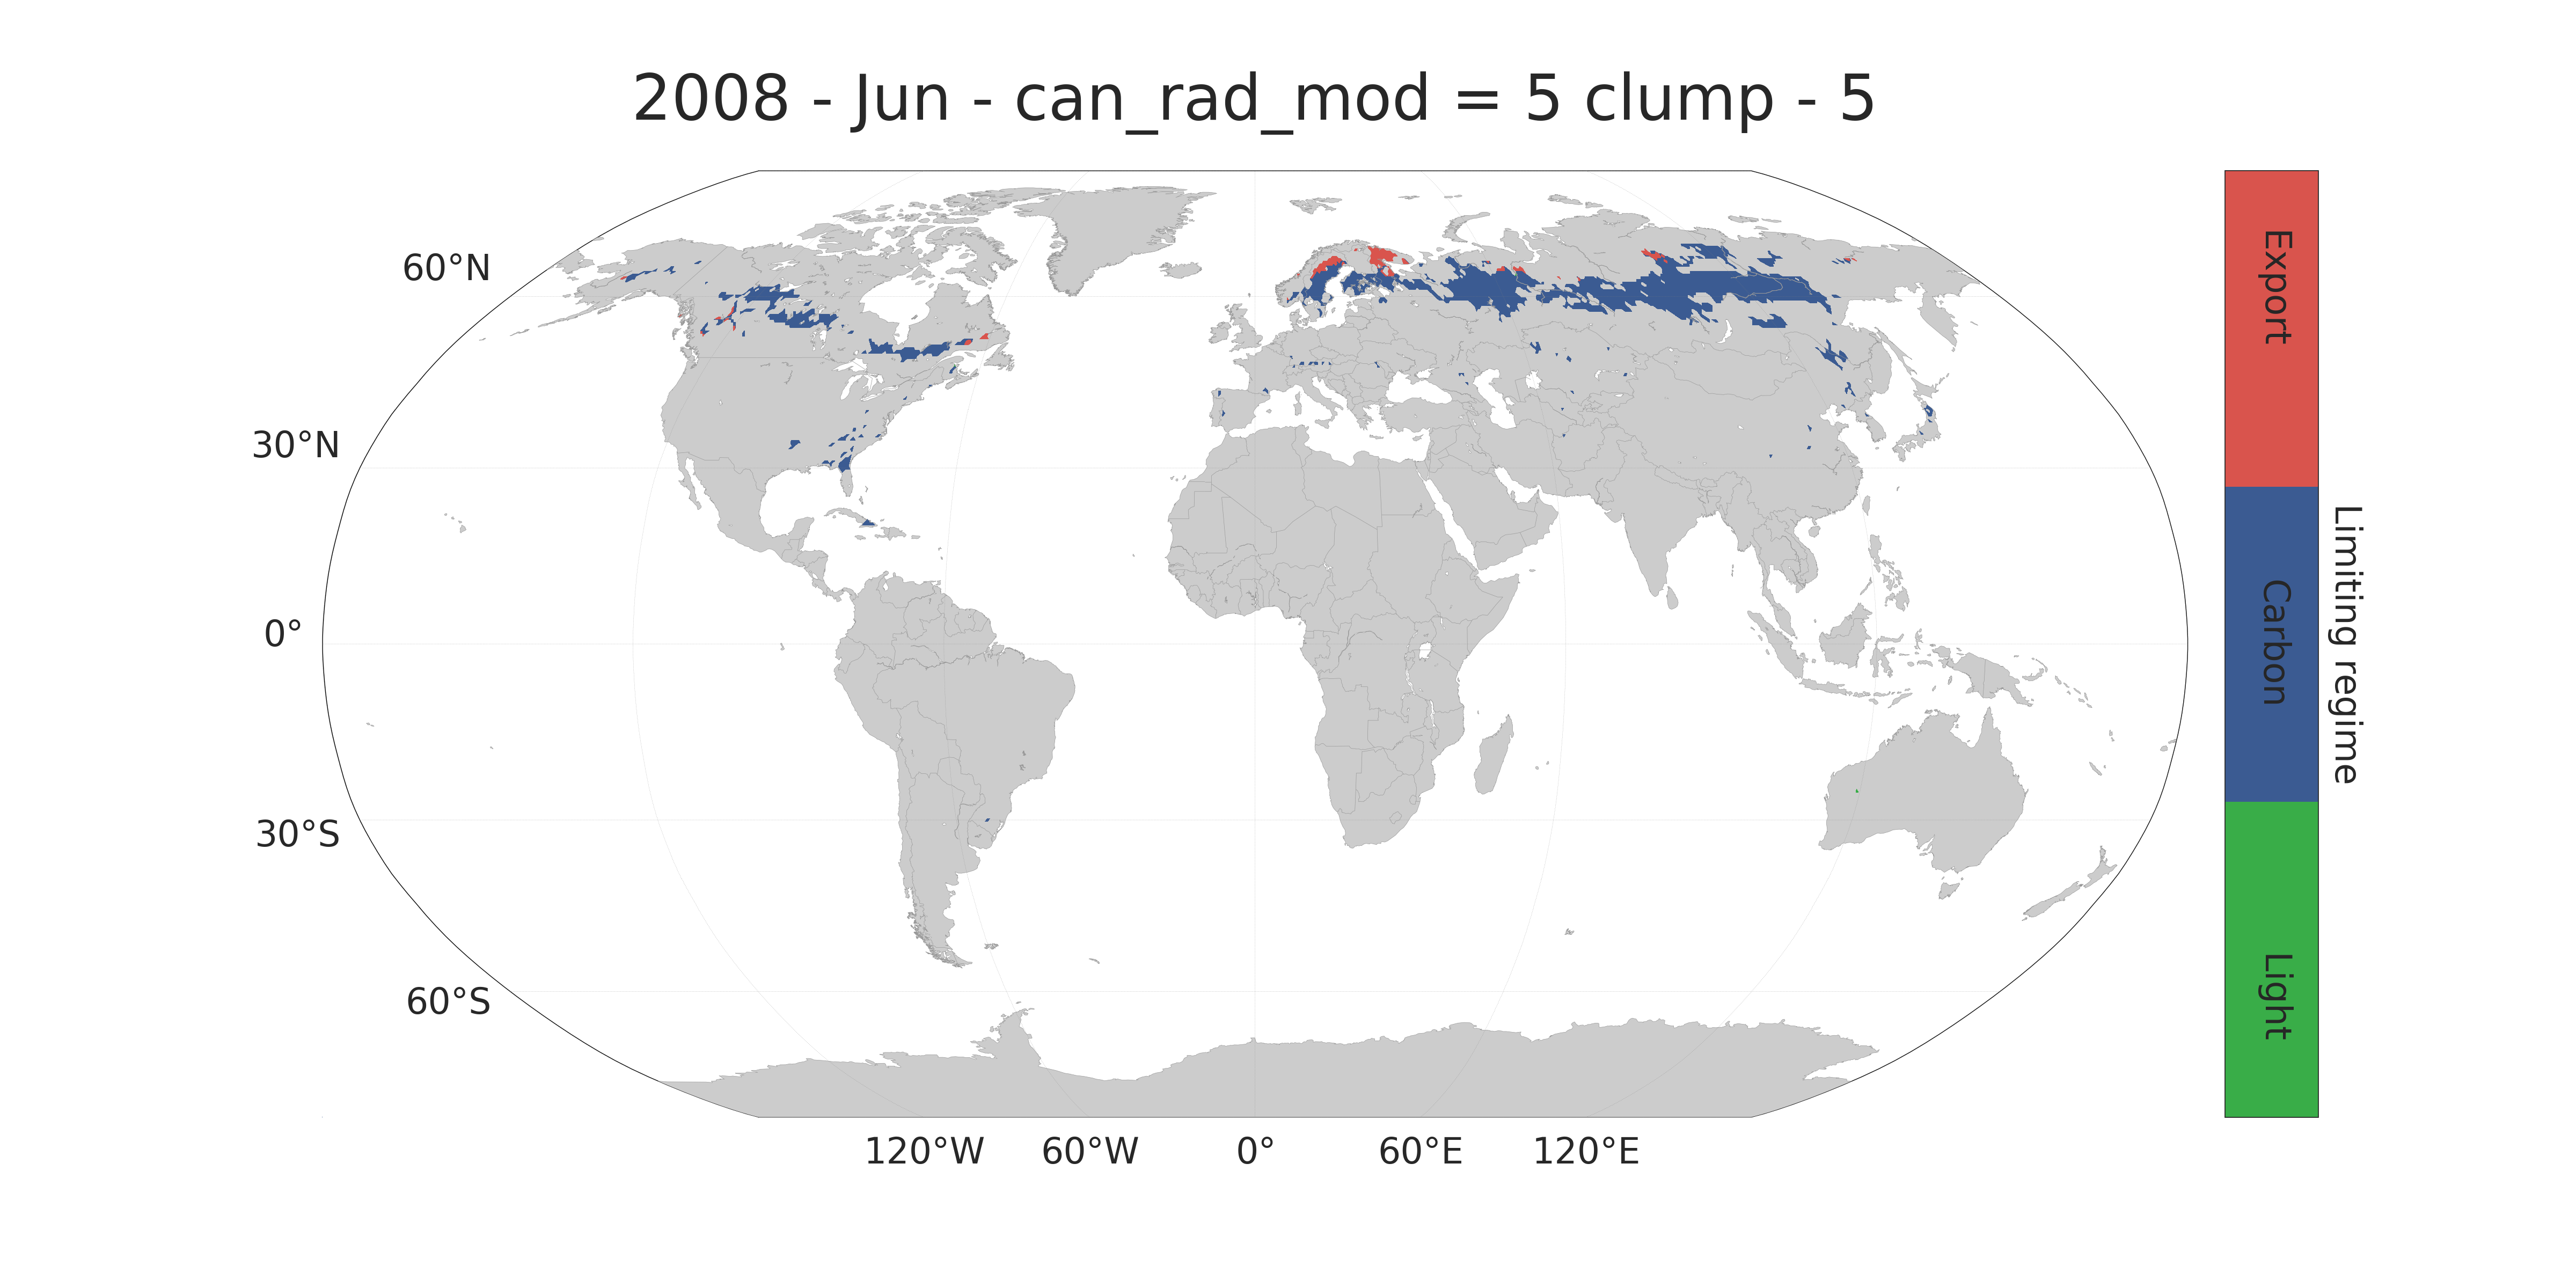 2008 - Jun - can_rad_mod = 5 clump - 5
60°N
30°N
0°
30°S
60°S
120°W
60°W
0°
60°E
120°E
Export
Carbon
Light
Limiting regime